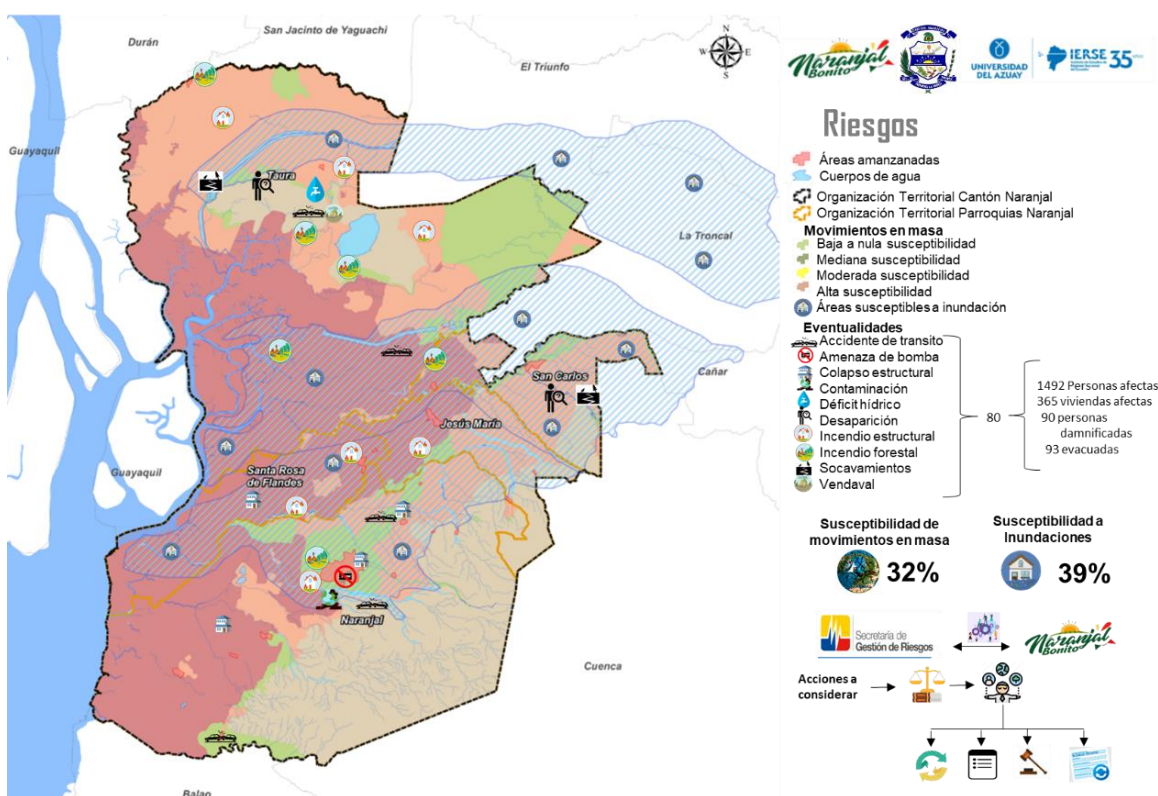 San Jacinto de Yaguachi
Durán
El Triunfo
N
W
E
S
Guayaquil
Taura
La Troncal
San Carlos
Cañar
Jesús María
Guayaquil
Santa Rosa
de Flandes
Naranjal
Cuenca
Balao
Naranjal
Bonito
UNIVERSIDAD
DEL AZUAY
IERSE 35
Riesgos
Áreas amanzanadas
Cuerpos de agua
Organización Territorial Cantón Naranjal
Organización Territorial Parroquias Naranjal
Movimientos en masa
Baja a nula susceptibilidad
Mediana susceptibilidad
Moderada susceptibilidad
Alta susceptibilidad
Áreas susceptibles a inundación
Eventualidades
Accidente de transito
Amenaza de bomba
Colapso estructural
Contaminación
Déficit hídrico
Desaparición
Incendio estructural
Incendio forestal
Socavamientos
Vendaval
80
1492 Personas afectas
365 viviendas afectas
90 personas
damnificadas
93 evacuadas
Susceptibilidad de
movimientos en masa
32%
Susceptibilidad a
Inundaciones
39%
Secretaría de
Gestión de Riesgos
Naranjal
Bonito
Acciones a
considerar